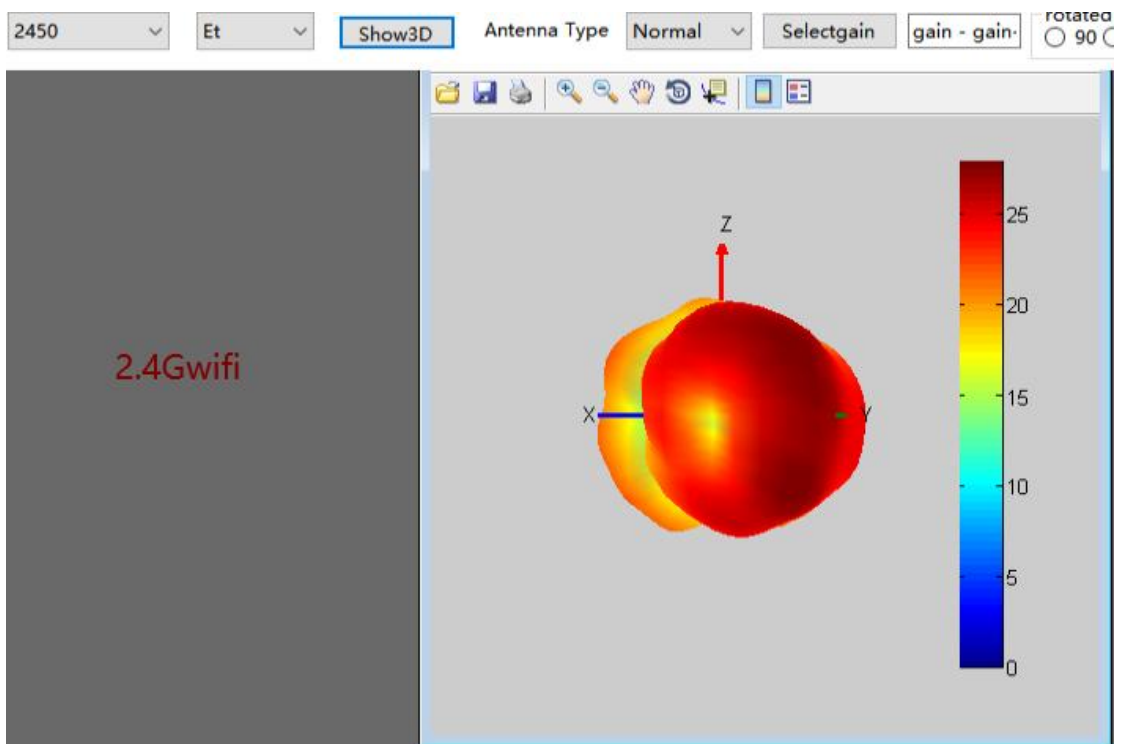 2450 Et Show3D Antenna Type Normal Selectgain gain - gain- rotated
90
Z
25
20
2.4Gwifi
15
X Y
10
5
0